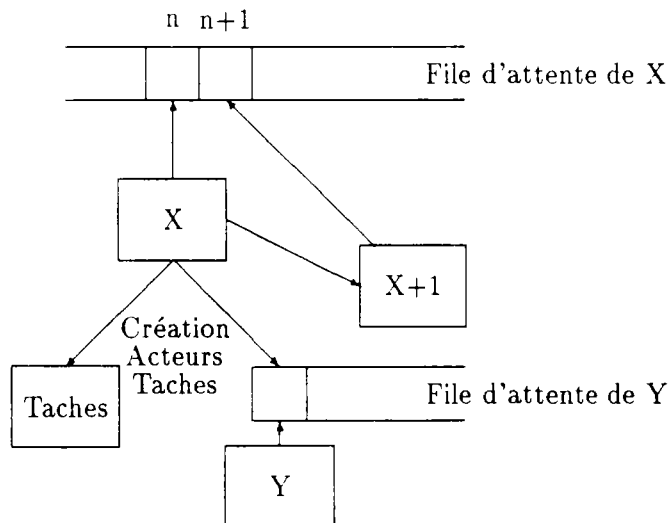 n n+1
File d'attente de X
X
X+1
Création
Acteurs
Taches
Taches
File d'attente de Y
Y